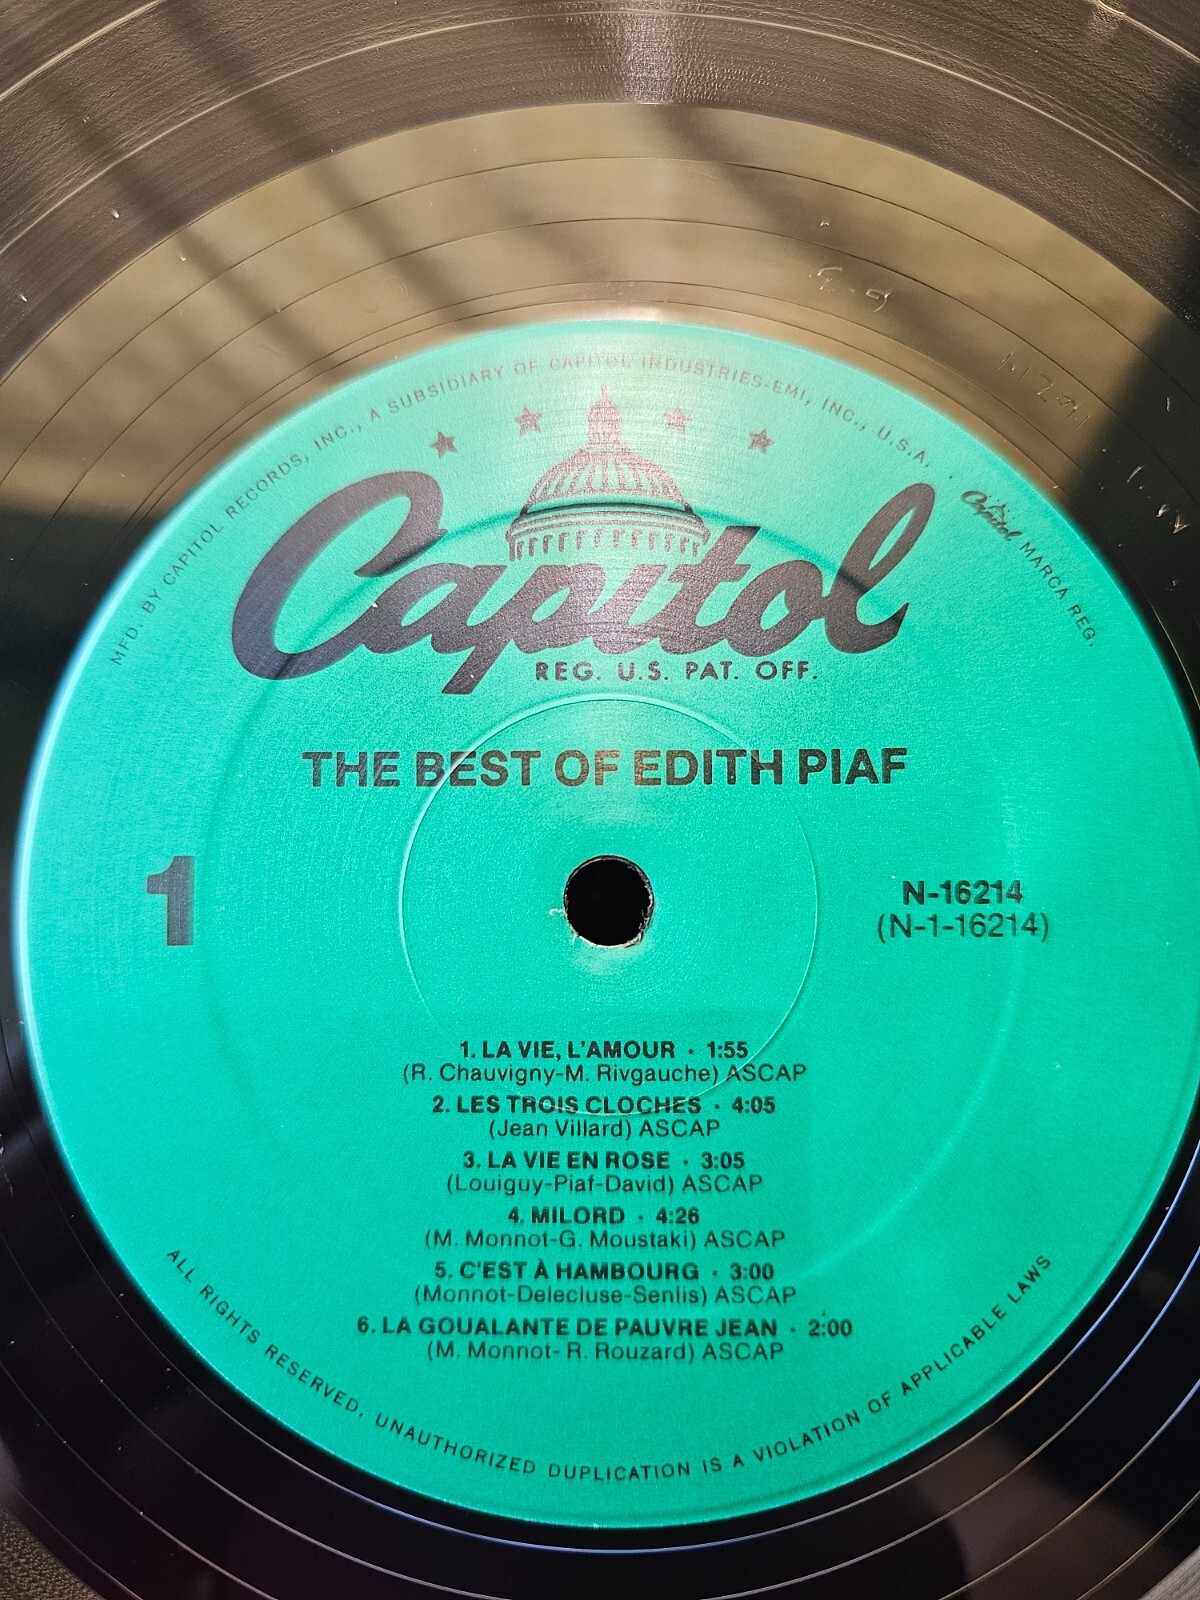 MFD. BY CAPITOL RECORDS, INC., A SUBSIDIARY OF CAPITOL INDUSTRIES-EMI, INC., U.S.A.
Capitol MARCA REG.
Capitol
REG. U.S. PAT. OFF.
THE BEST OF EDITH PIAF
1
N-16214
(N-1-16214)
1. LA VIE, L'AMOUR · 1:55
(R. Chauvigny-M. Rivgauche) ASCAP
2. LES TROIS CLOCHES · 4:05
(Jean Villard) ASCAP
3. LA VIE EN ROSE · 3:05
(Louiguy-Piaf-David) ASCAP
4. MILORD · 4:26
(M. Monnot-G. Moustaki) ASCAP
5. C'EST À HAMBOURG · 3:00
(Monnot-Delecluse-Senlis) ASCAP
6. LA GOUALANTE DE PAUVRE JEAN · 2:00
(M. Monnot- R. Rouzard) ASCAP
ALL RIGHTS RESERVED. UNAUTHORIZED DUPLICATION IS A VIOLATION OF APPLICABLE LAWS